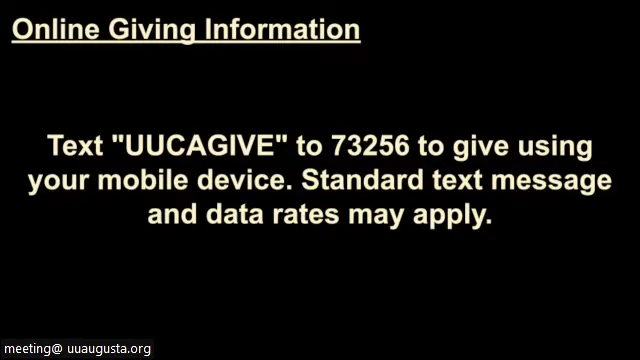 Online Giving Information
Text "UUCAGIVE" to 73256 to give using
your mobile device. Standard text message
and data rates may apply.
meeting@ uuaugusta.org